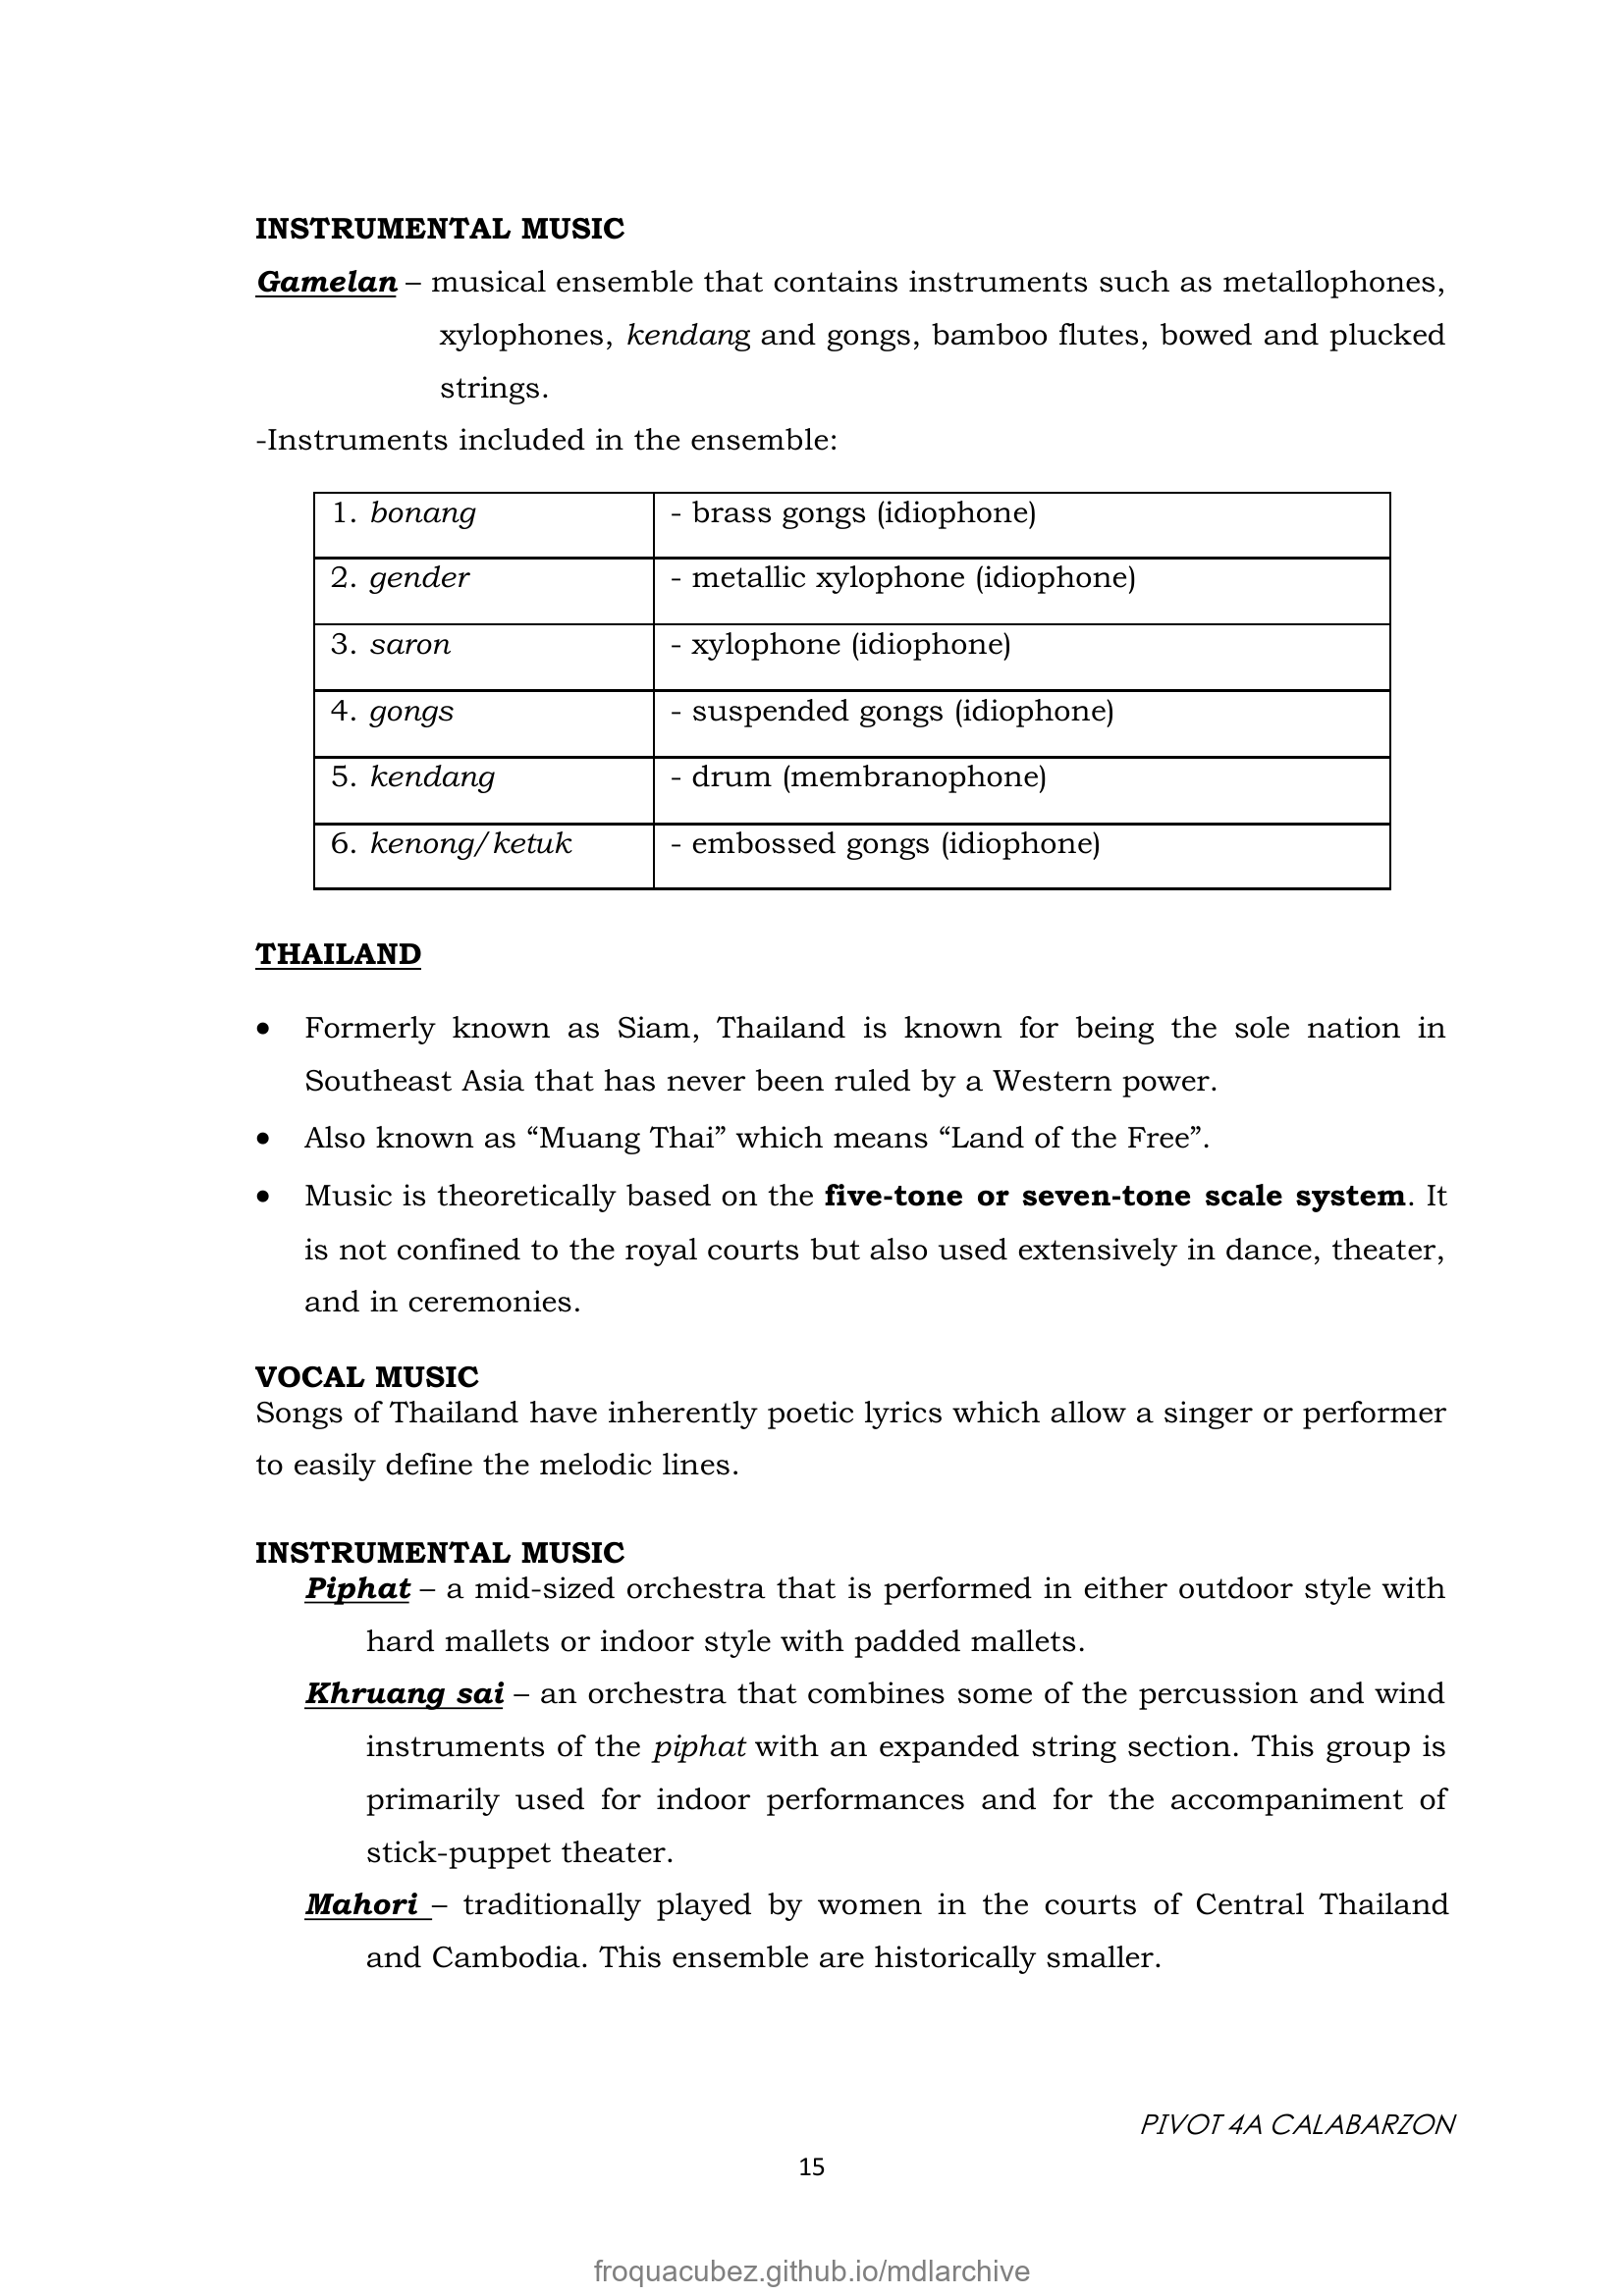 INSTRUMENTAL MUSIC
Gamelan – musical ensemble that contains instruments such as metallophones,
xylophones, kendang and gongs, bamboo flutes, bowed and plucked
strings.
-Instruments included in the ensemble:
1. bonang - brass gongs (idiophone)
2. gender - metallic xylophone (idiophone)
3. saron - xylophone (idiophone)
4. gongs - suspended gongs (idiophone)
5. kendang - drum (membranophone)
6. kenong/ketuk - embossed gongs (idiophone)
THAILAND
• Formerly known as Siam, Thailand is known for being the sole nation in
Southeast Asia that has never been ruled by a Western power.
• Also known as “Muang Thai” which means “Land of the Free”.
• Music is theoretically based on the five-tone or seven-tone scale system. It
is not confined to the royal courts but also used extensively in dance, theater,
and in ceremonies.
VOCAL MUSIC
Songs of Thailand have inherently poetic lyrics which allow a singer or performer
to easily define the melodic lines.
INSTRUMENTAL MUSIC
Piphat – a mid-sized orchestra that is performed in either outdoor style with
hard mallets or indoor style with padded mallets.
Khruang sai – an orchestra that combines some of the percussion and wind
instruments of the piphat with an expanded string section. This group is
primarily used for indoor performances and for the accompaniment of
stick-puppet theater.
Mahori – traditionally played by women in the courts of Central Thailand
and Cambodia. This ensemble are historically smaller.
PIVOT 4A CALABARZON
15
froquacubez.github.io/mdlarchive